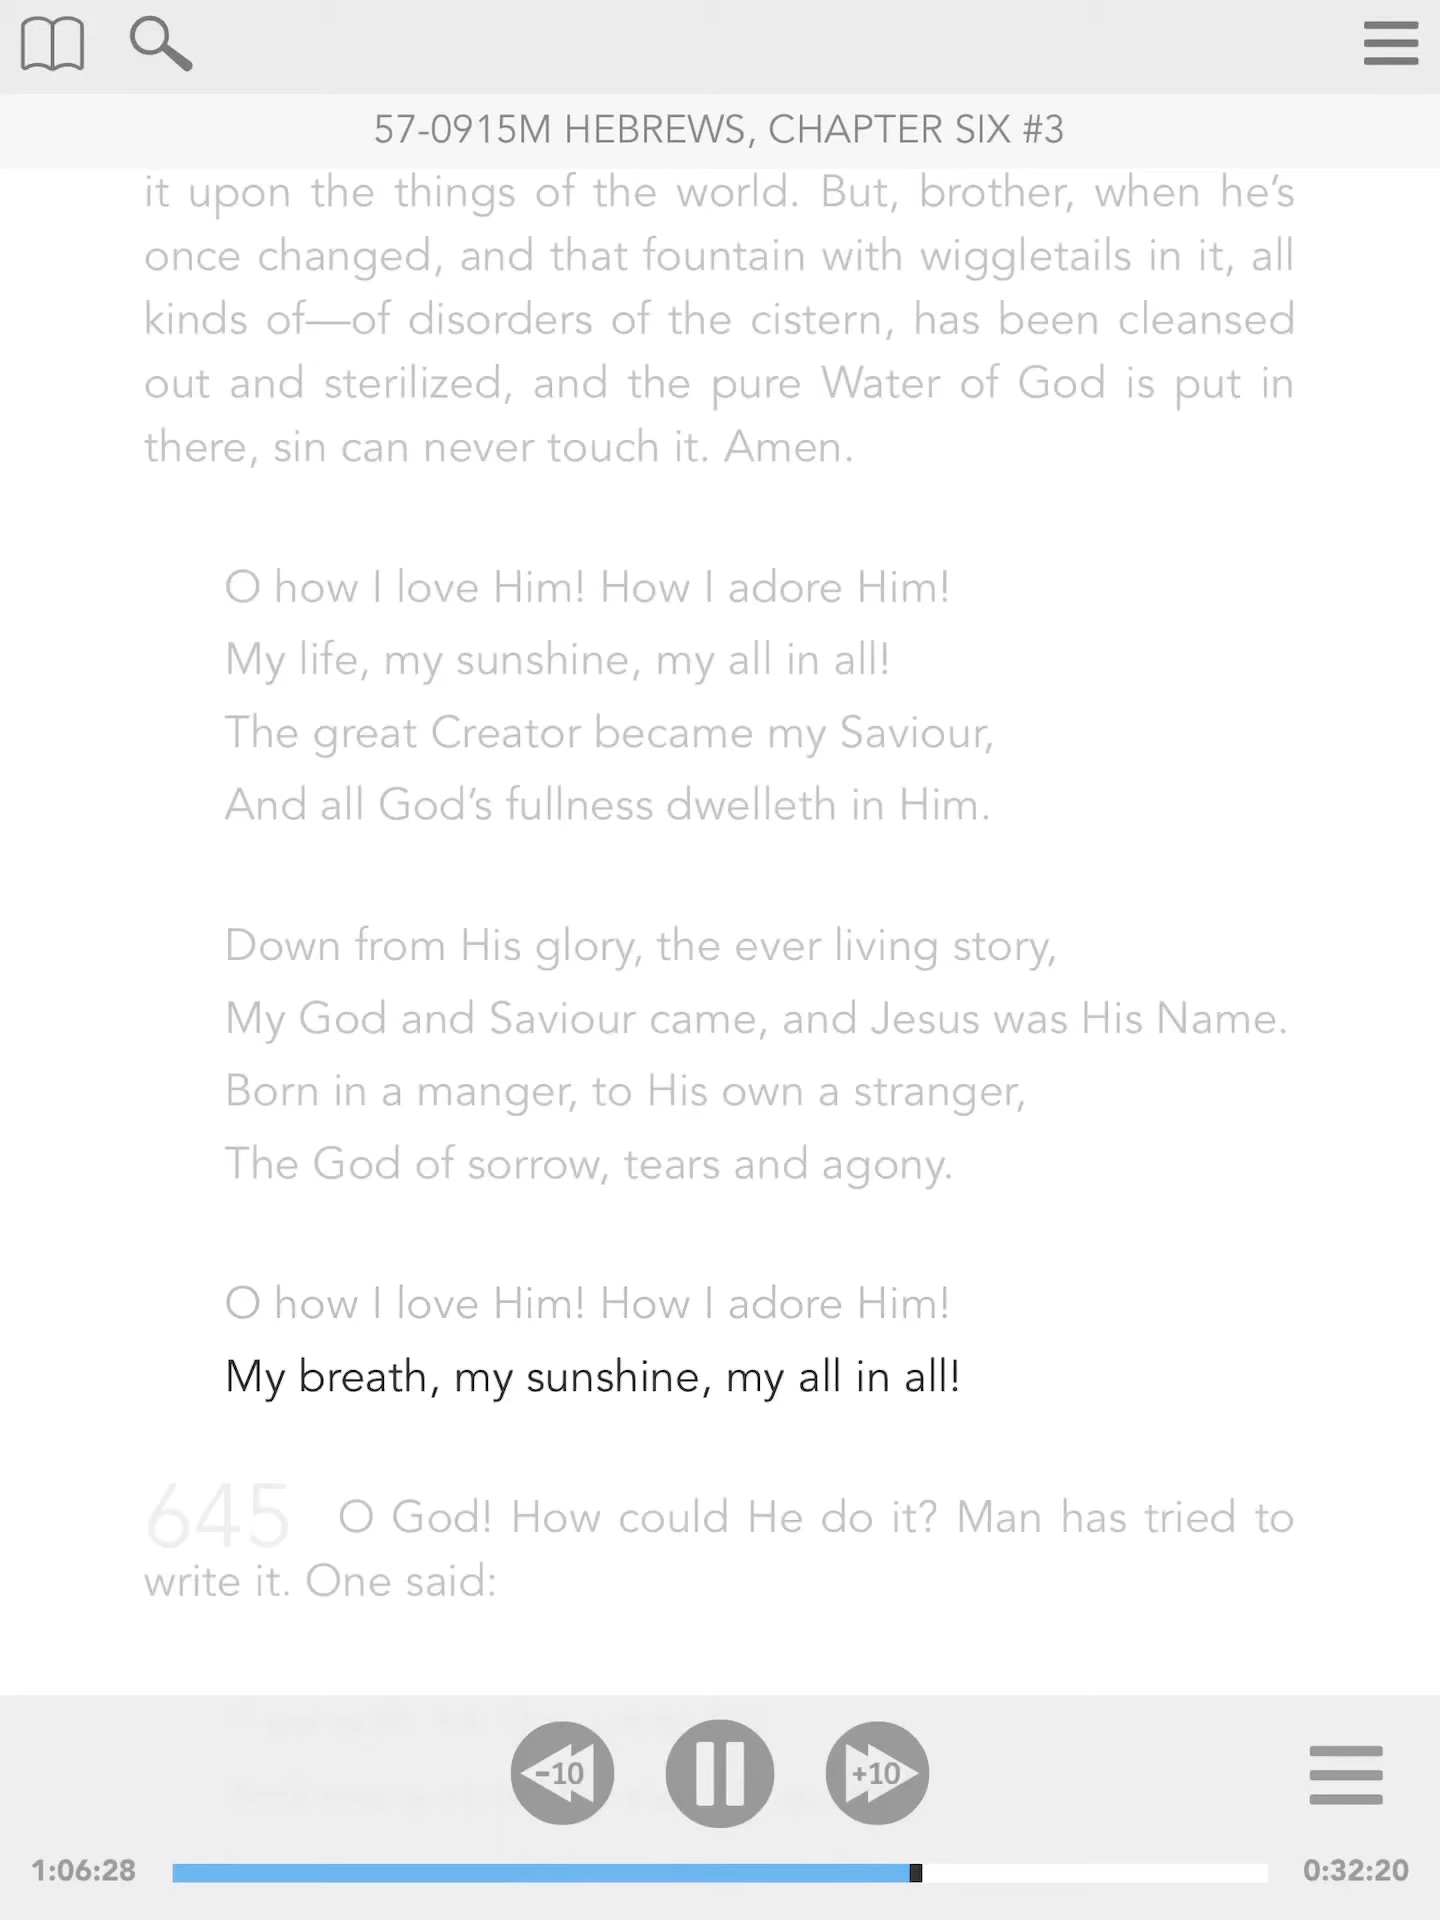 57-0915M HEBREWS, CHAPTER SIX #3
it upon the things of the world. But, brother, when he's
once changed, and that fountain with wiggletails in it, all
kinds of—of disorders of the cistern, has been cleansed
out and sterilized, and the pure Water of God is put in
there, sin can never touch it. Amen.
O how I love Him! How I adore Him!
My life, my sunshine, my all in all!
The great Creator became my Saviour,
And all God's fullness dwelleth in Him.
Down from His glory, the ever living story,
My God and Saviour came, and Jesus was His Name.
Born in a manger, to His own a stranger,
The God of sorrow, tears and agony.
O how I love Him! How I adore Him!
My breath, my sunshine, my all in all!
645 O God! How could He do it? Man has tried to
write it. One said:
-10 +10
1:06:28 0:32:20